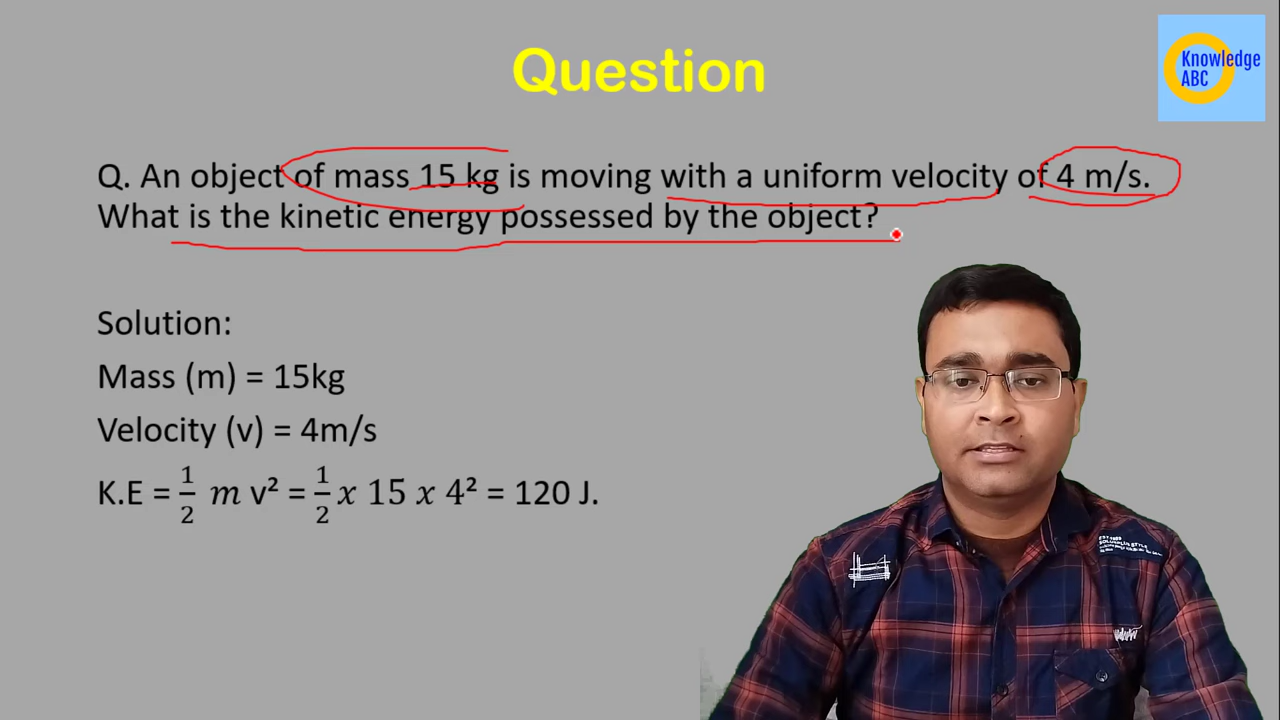 Question
Knowledge
ABC
Q. An object of mass 15 kg is moving with a uniform velocity of 4 m/s.
What is the kinetic energy possessed by the object?
Solution:
Mass (m) = 15kg
Velocity (v) = 4m/s
K.E = 1/2 m v² = 1/2 x 15 x 4² = 120 J.